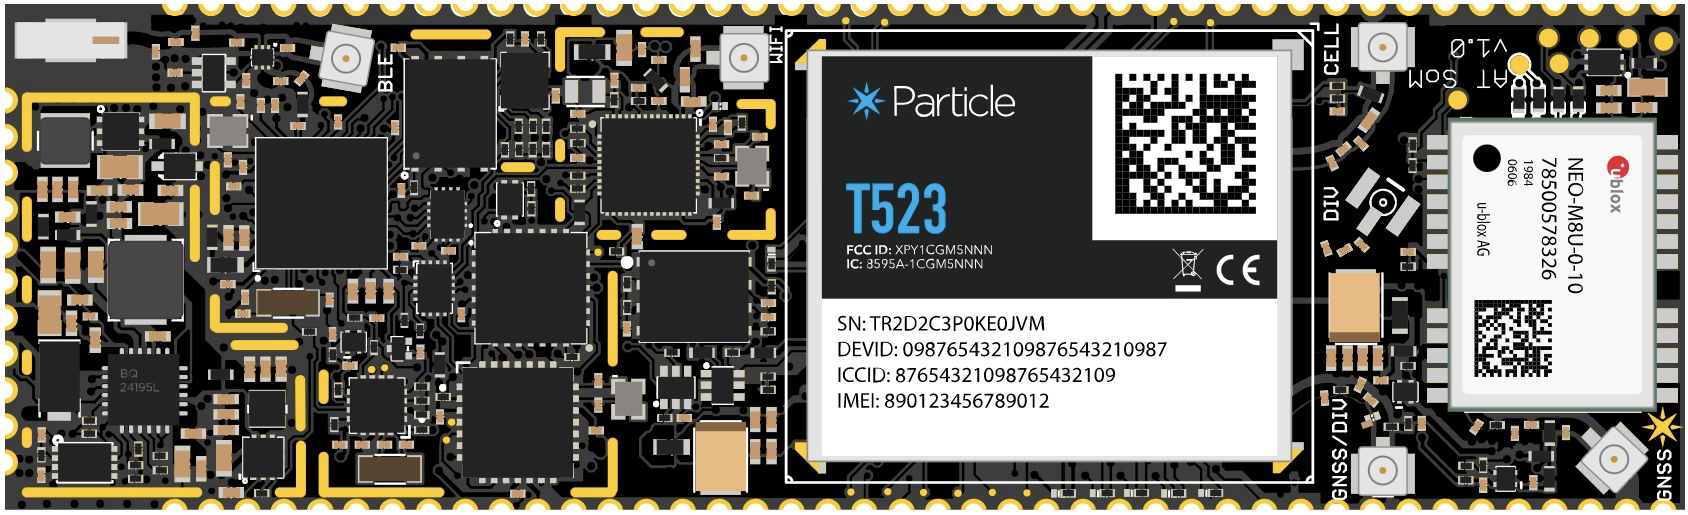 BLE
WIFI
BQ
24195L
Particle
T523
FCC ID: XPY1CGM5NNN
IC: 8595A-1CGM5NNN
CE
SN: TR2D2C3P0KE0JVM
DEVID: 098765432109876543210987
ICCID: 87654321098765432109
IMEI: 890123456789012
CELL
DIV
GNSS/DIV
AT SoM
v1.0
u-blox
NEO-M8U-0-10
78500578326
1984
0606
u-blox AG
GNSS